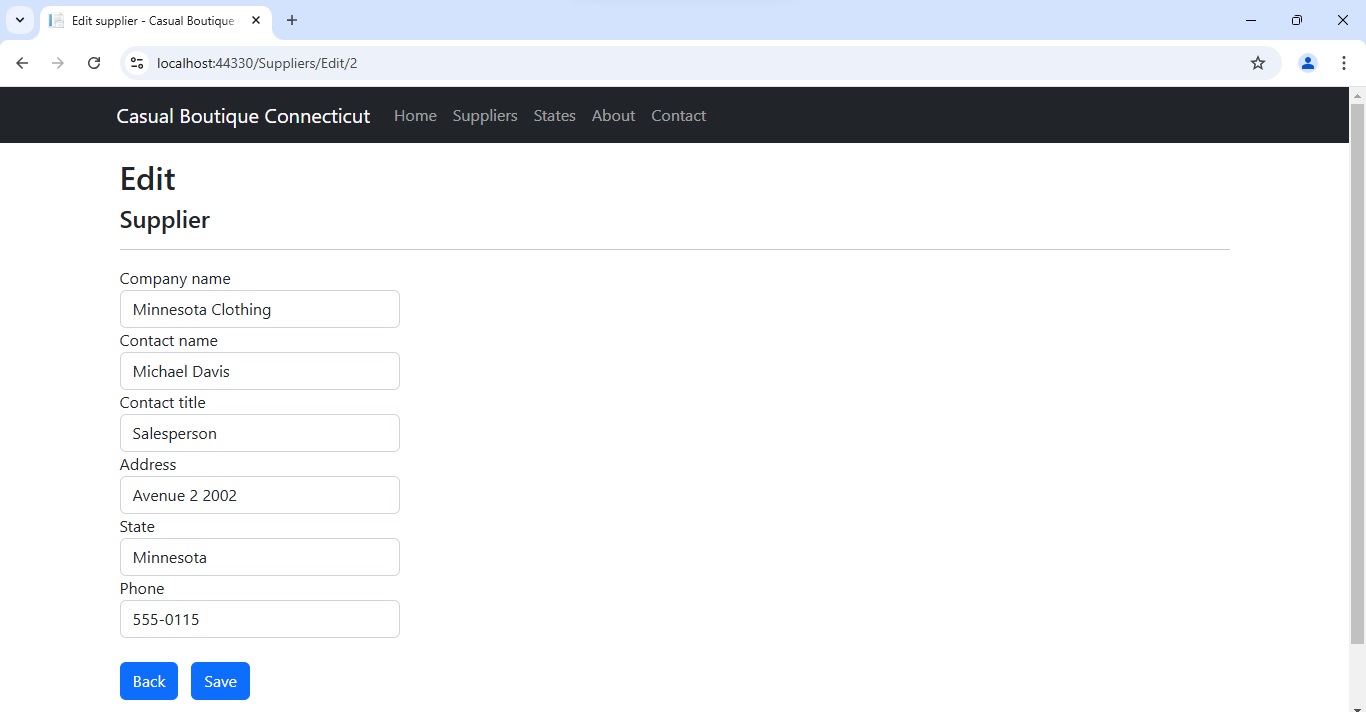 Edit supplier - Casual Boutique
localhost:44330/Suppliers/Edit/2
Casual Boutique Connecticut Home Suppliers States About Contact
Edit
Supplier
Company name
Minnesota Clothing
Contact name
Michael Davis
Contact title
Salesperson
Address
Avenue 2 2002
State
Minnesota
Phone
555-0115
Back Save